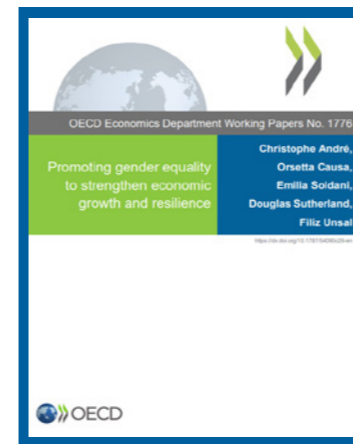 OECD Economics Department Working Papers No. 1776
Promoting gender equality
to strengthen economic
growth and resilience
Christophe André,
Orsetta Causa,
Emilia Soldani,
Douglas Sutherland,
Filiz Unsal
OECD